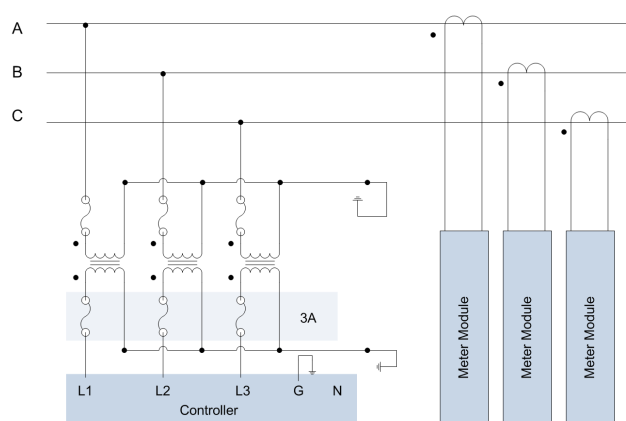 A
B
C
3A
L1 L2 L3 G N
Controller
Meter Module
Meter Module
Meter Module